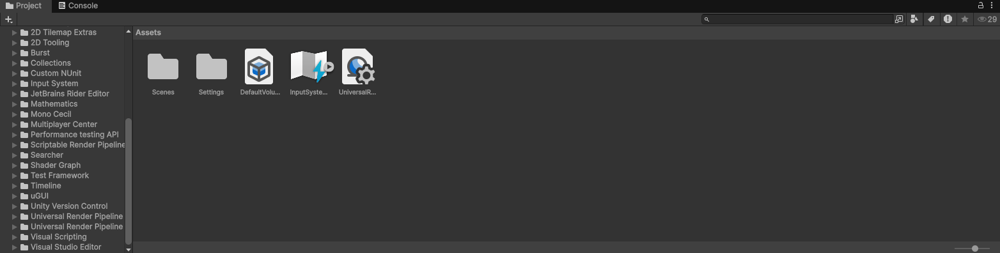 Project
Console
29
2D Tilemap Extras
2D Tooling
Burst
Collections
Custom NUnit
Input System
JetBrains Rider Editor
Mathematics
Mono Cecil
Multiplayer Center
Performance testing API
Scriptable Render Pipeline
Searcher
Shader Graph
Test Framework
Timeline
uGUI
Unity Version Control
Universal Render Pipeline
Universal Render Pipeline
Visual Scripting
Visual Studio Editor
Assets
Scenes
Settings
DefaultVolu...
InputSyste...
UniversalR...